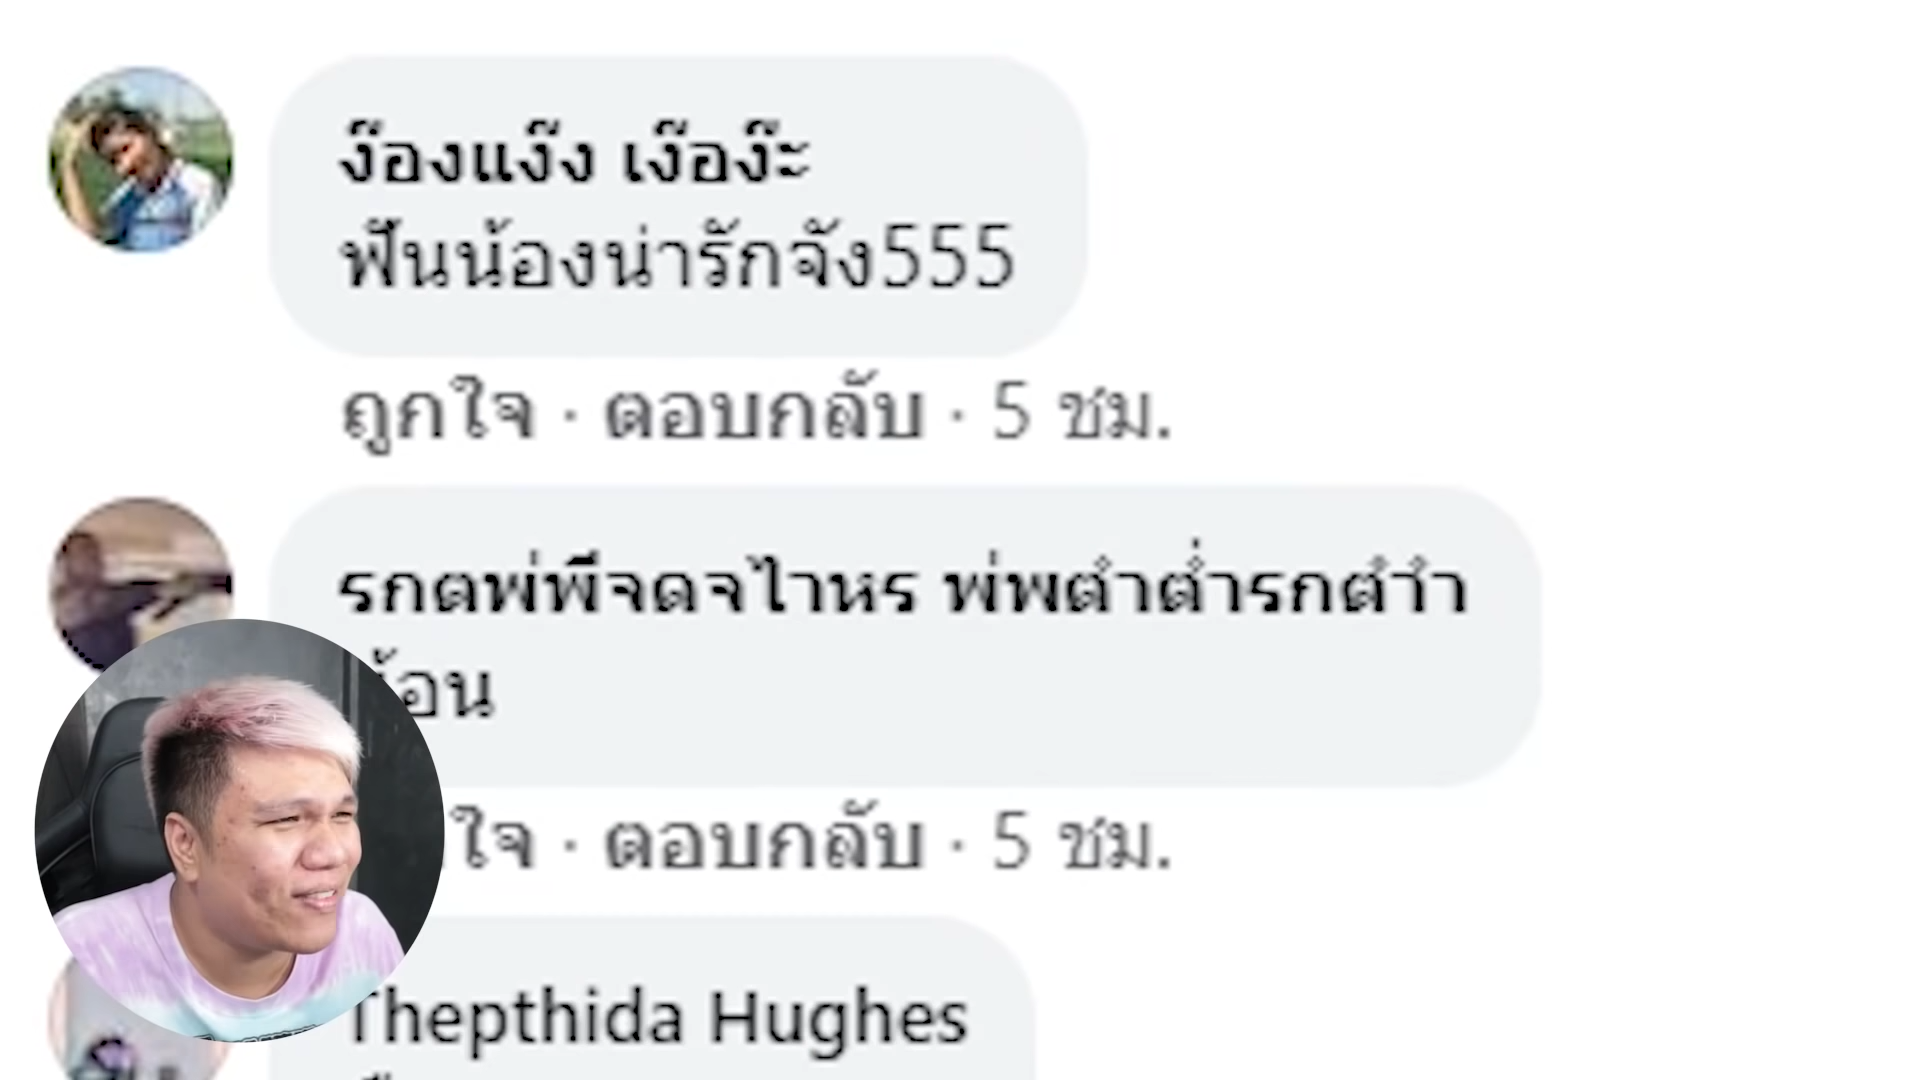 ง๊องแง๊ง เง๊อง๊ะ
ฟันน้องน่ารักจัง555
ถูกใจ · ตอบกลับ · 5 ชม.
รกตพ่พีจดจไาหร พ่พตำต่ำรกตำำ
ใจ · ตอบกลับ · 5 ชม.
Thepthida Hughes